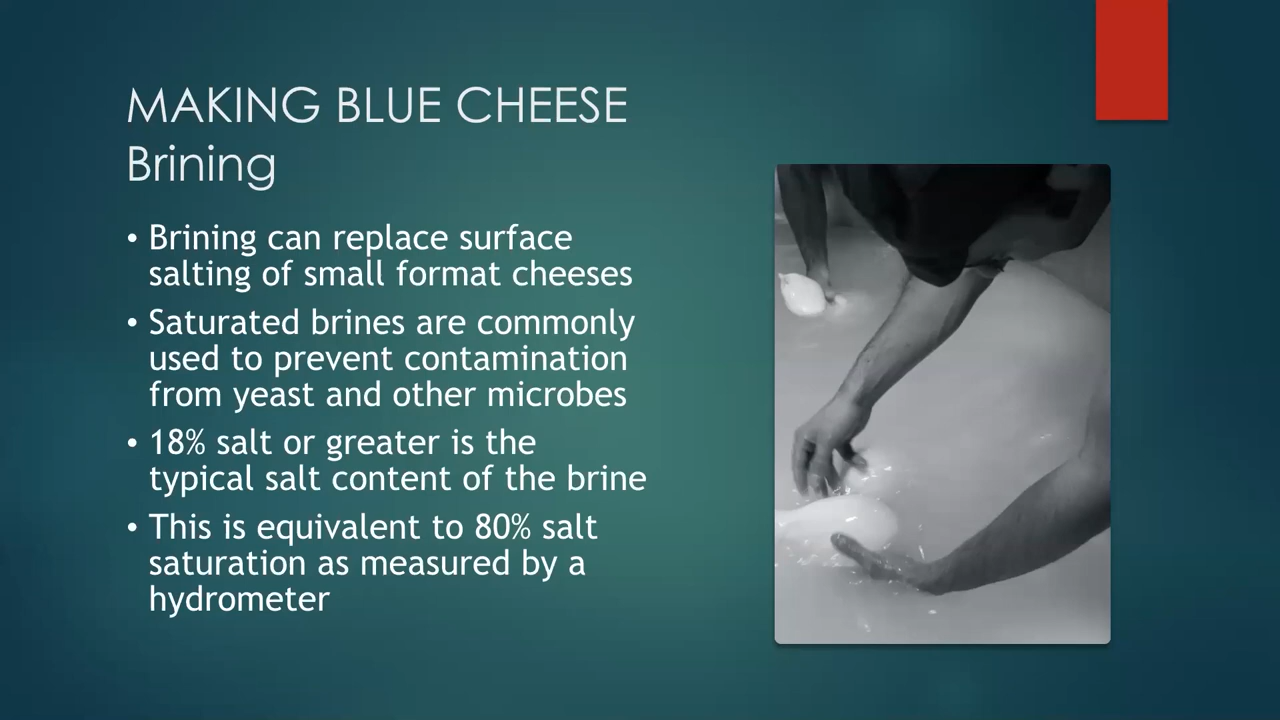 MAKING BLUE CHEESE
Brining
• Brining can replace surface
salting of small format cheeses
• Saturated brines are commonly
used to prevent contamination
from yeast and other microbes
• 18% salt or greater is the
typical salt content of the brine
• This is equivalent to 80% salt
saturation as measured by a
hydrometer